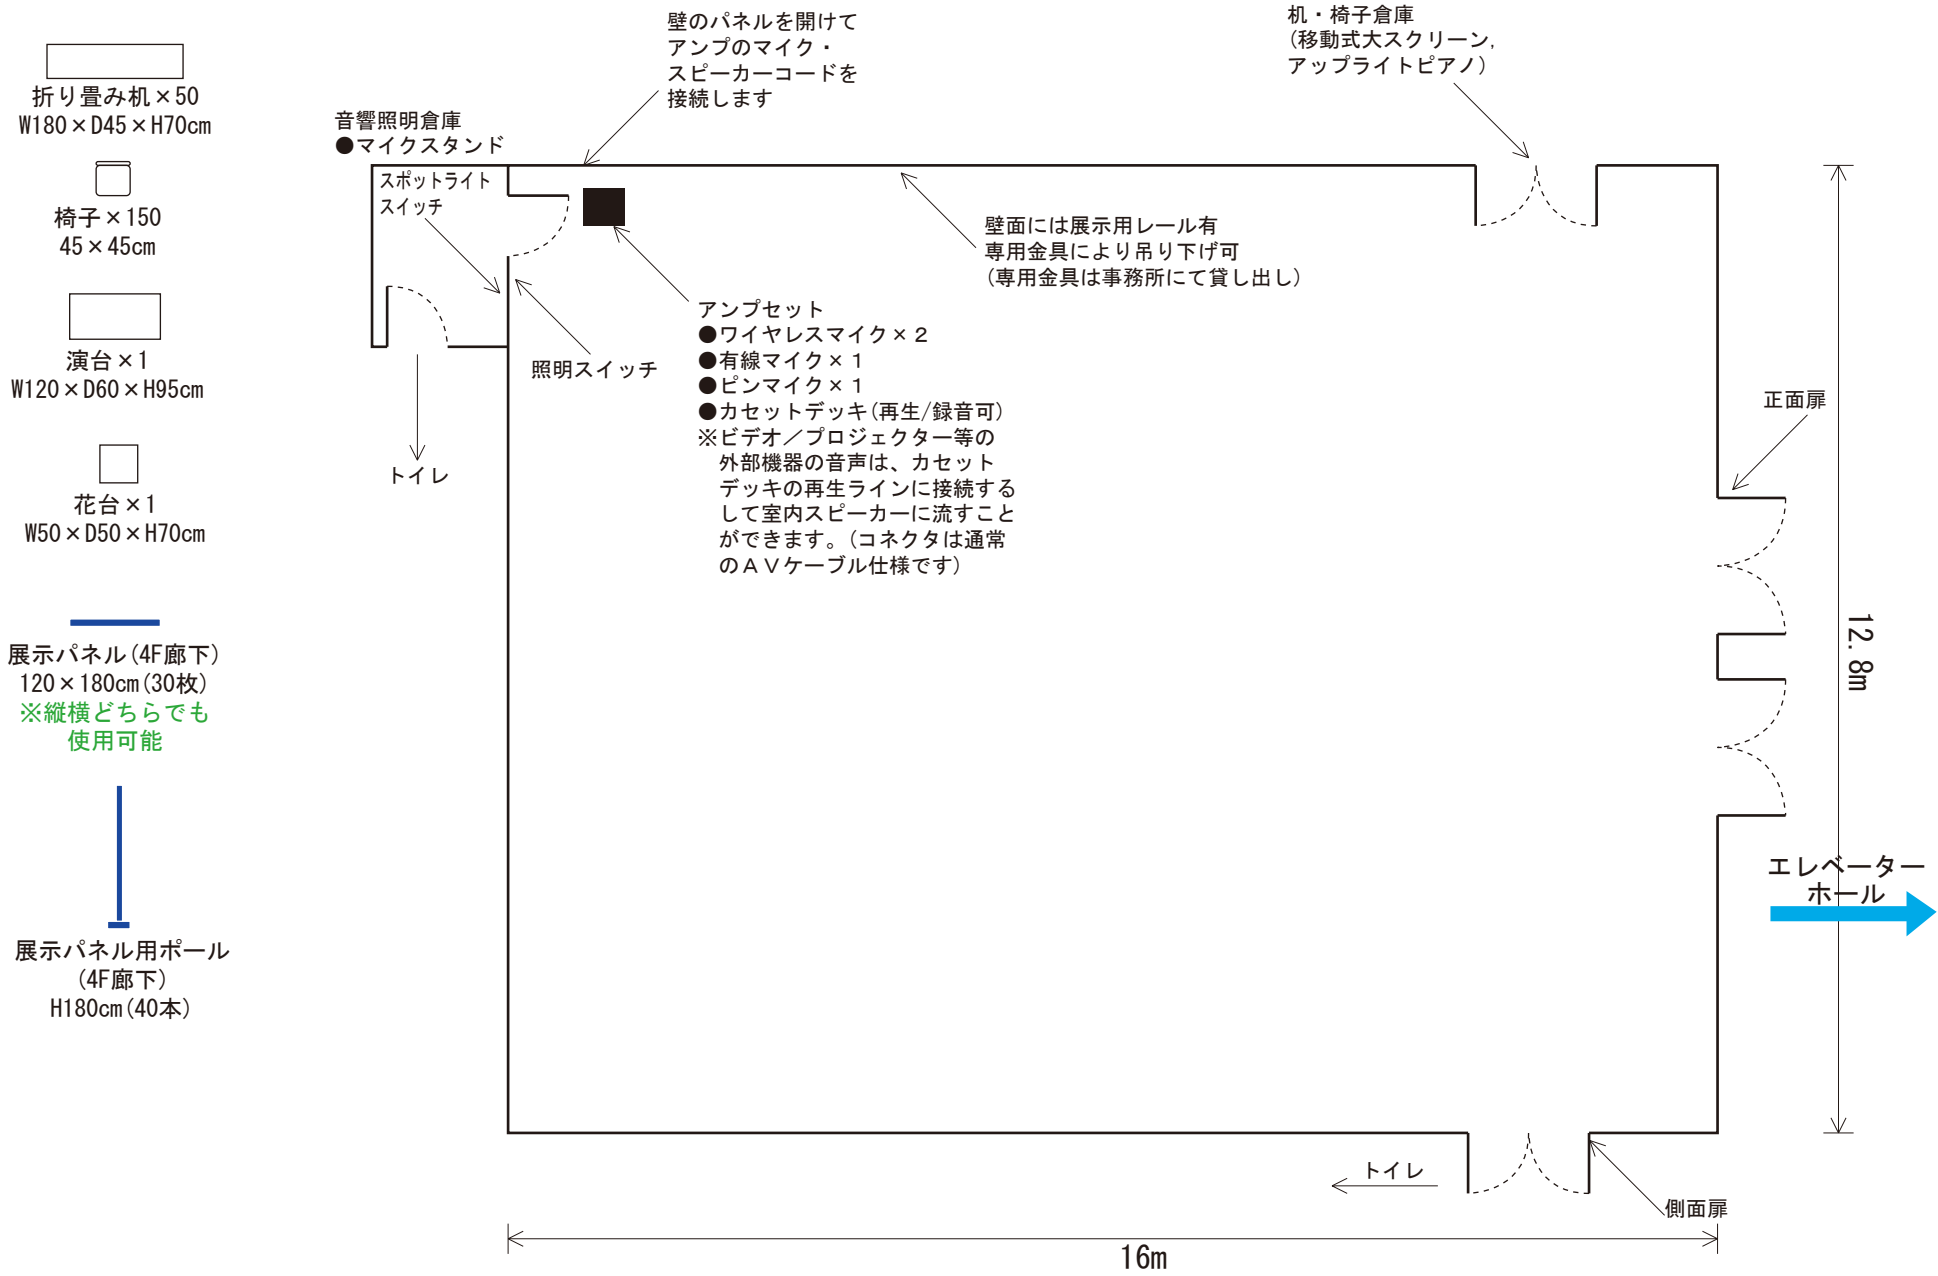 折り畳み机×50
W180×D45×H70cm
椅子×150
45×45cm
演台×1
W120×D60×H95cm
花台×1
W50×D50×H70cm
展示パネル(4F廊下)
120×180cm(30枚)
※縦横どちらでも
使用可能
展示パネル用ポール
(4F廊下)
H180cm(40本)
壁のパネルを開けて
アンプのマイク・
スピーカーコードを
接続します
机・椅子倉庫
(移動式大スクリーン,
アップライトピアノ)
音響照明倉庫
●マイクスタンド
スポットライト
スイッチ
壁面には展示用レール有
専用金具により吊り下げ可
(専用金具は事務所にて貸し出し)
アンプセット
●ワイヤレスマイク×２
●有線マイク×１
●ピンマイク×１
●カセットデッキ(再生/録音可)
※ビデオ／プロジェクター等の
外部機器の音声は、カセット
デッキの再生ラインに接続する
して室内スピーカーに流すこと
ができます。(コネクタは通常
のＡＶケーブル仕様です)
照明スイッチ
トイレ
正面扉
12.8m
エレベーター
ホール
トイレ
側面扉
16m